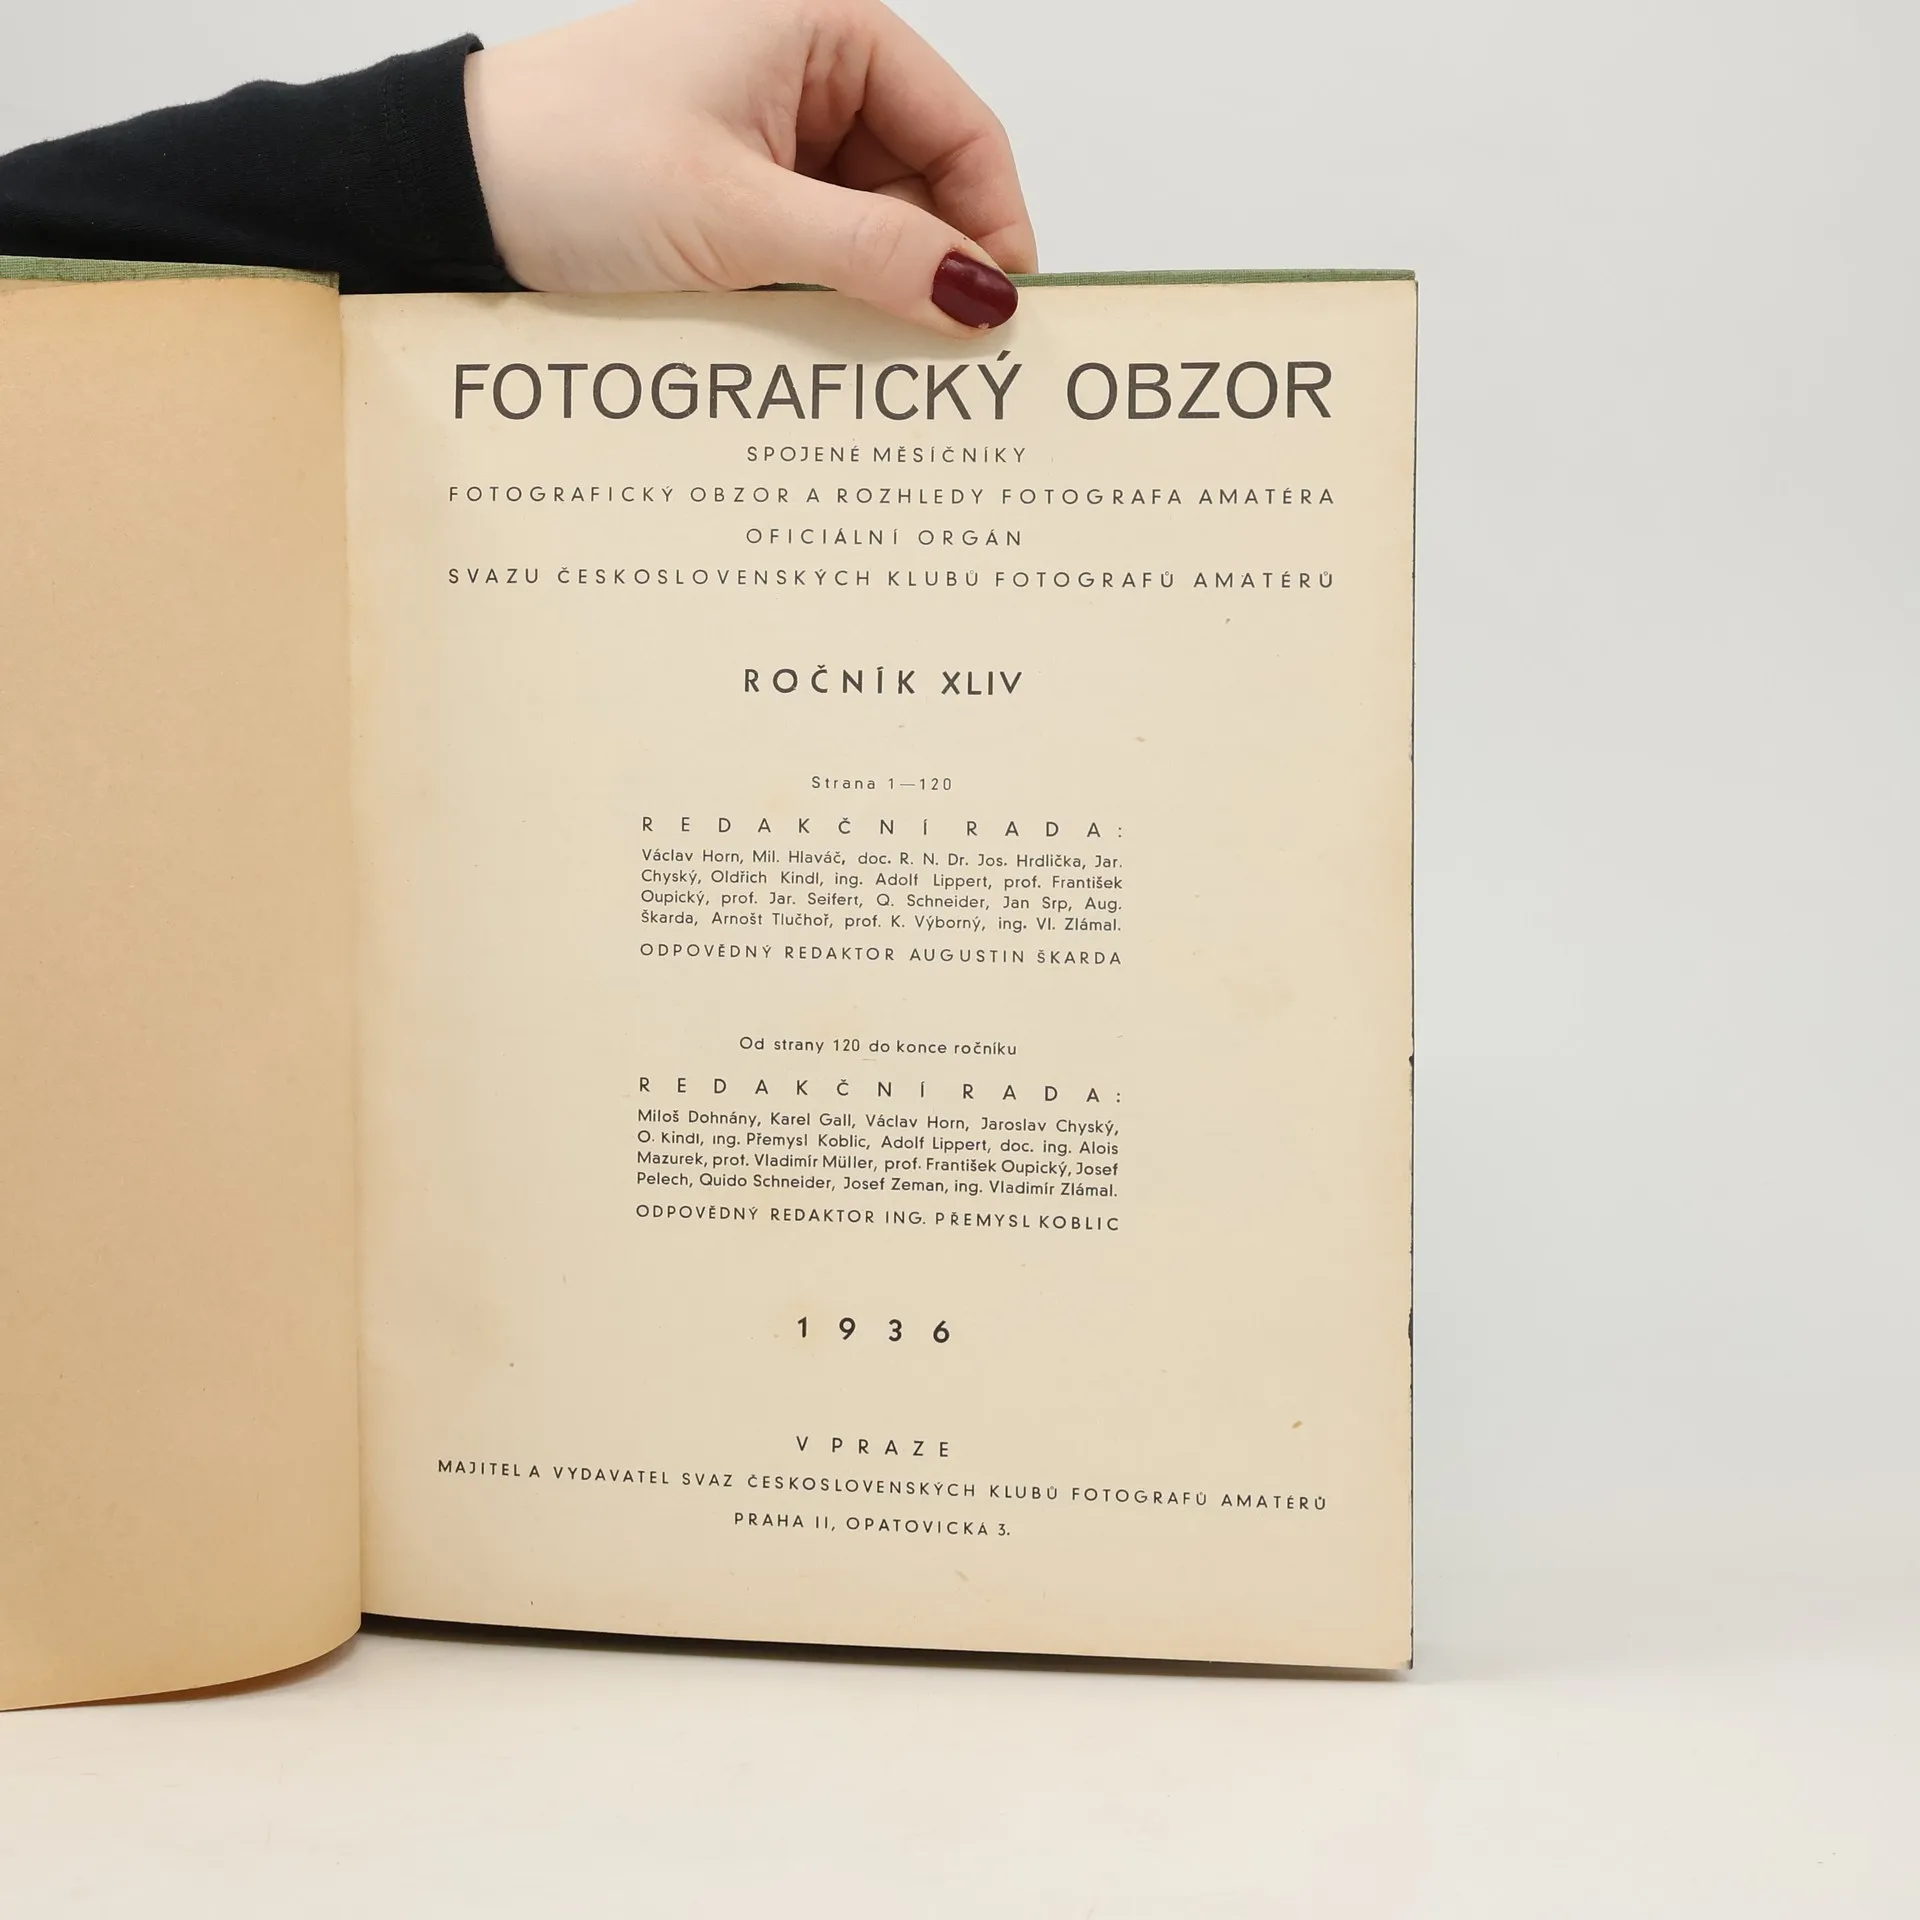 FOTOGRAFICKÝ OBZOR
SPOJENÉ MĚSÍČNÍKY
FOTOGRAFICKÝ OBZOR A ROZHLEDY FOTOGRAFA AMATÉRA
OFICIÁLNÍ ORGÁN
SVAZU ČESKOSLOVENSKÝCH KLUBŮ FOTOGRAFŮ AMATÉRŮ
ROČNÍK XLIV
Strana 1—120
REDAKČNÍ RADA:
Václav Horn, Mil. Hlaváč, doc. R. N. Dr. Jos. Hrdlička, Jar.
Chyský, Oldřich Kindl, ing. Adolf Lippert, prof. František
Oupický, prof. Jar. Seifert, Q. Schneider, Jan Srp, Aug.
Škarda, Arnošt Tlučhoř, prof. K. Výborný, ing. Vl. Zlámal.
ODPOVĚDNÝ REDAKTOR AUGUSTIN ŠKARDA
Od strany 120 do konce ročníku
REDAKČNÍ RADA:
Miloš Dohnány, Karel Gall, Václav Horn, Jaroslav Chyský,
O. Kindl, ing. Přemysl Koblic, Adolf Lippert, doc. ing. Alois
Mazurek, prof. Vladimír Müller, prof. František Oupický, Josef
Pelech, Quido Schneider, Josef Zeman, ing. Vladimír Zlámal.
ODPOVĚDNÝ REDAKTOR ING. PŘEMYSL KOBLIC
1936
V PRAZE
MAJITEL A VYDAVATEL SVAZ ČESKOSLOVENSKÝCH KLUBŮ FOTOGRAFŮ AMATÉRŮ
PRAHA II, OPATOVICKÁ 3.